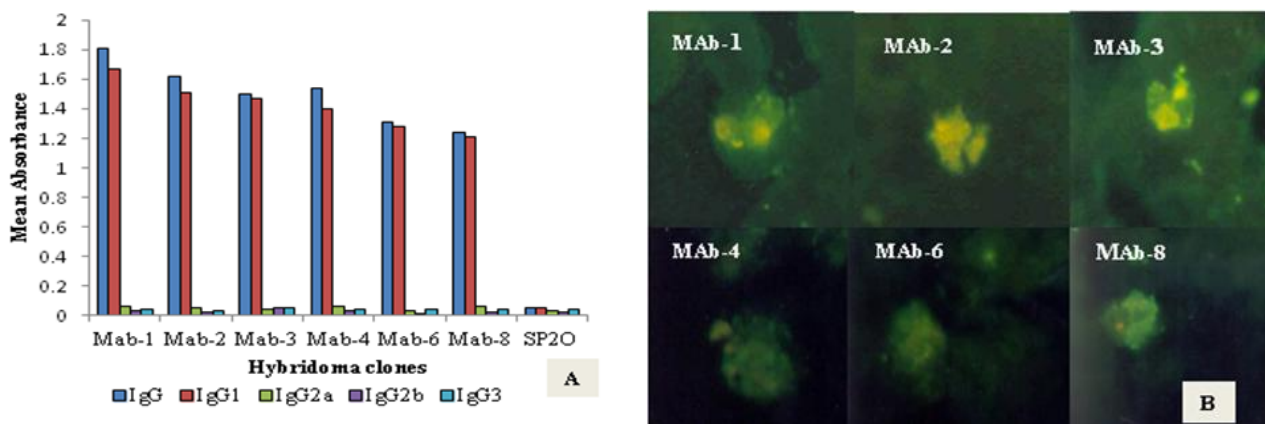 1.8
1.6
1.4
1.2
1
0.8
0.6
0.4
0.2
0
Mean Absorbance
Mab-1 Mab-2 Mab-3 Mab-4 Mab-6 Mab-8 SP2O
Hybridoma clones
IgG IgG1 IgG2a IgG2b IgG3
A
MAb-1 MAb-2 MAb-3
MAb-4 MAb-6 MAb-8
B